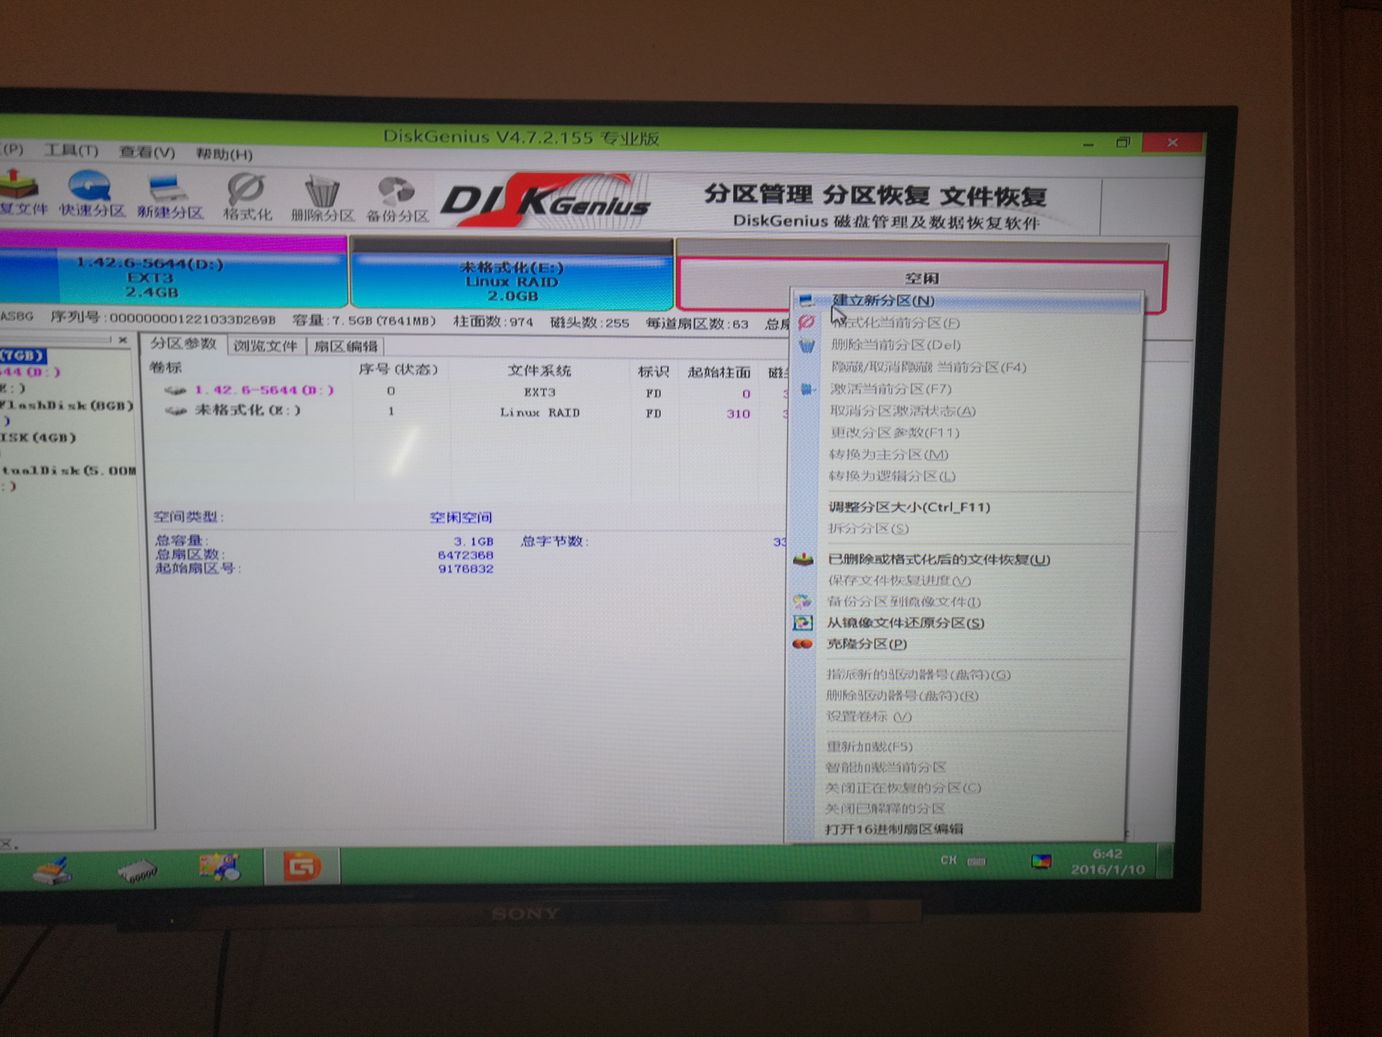 DiskGenius V4.7.2.155 专业版
(P) 工具(T) 查看(V) 帮助(H)
复文件 快速分区 新建分区 格式化 删除分区 备份分区
DISKGENIUS
分区管理 分区恢复 文件恢复
DiskGenius 磁盘管理及数据恢复软件
1.42.6-5644(D:)
EXT3
2.4GB
未格式化(E:)
Linux RAID
2.0GB
空闲
序列号:000000001221033D269B 容量:7.5GB(7641MB) 柱面数:974 磁头数:255 每道扇区数:63 总扇
(7GB)
644(D:)
E:)
FlashDisk(8GB)
)
ISK(4GB)
tualDisk(5.00M
:)
分区参数 浏览文件 扇区编辑
卷标 序号(状态) 文件系统 标识 起始柱面 磁头
1.42.6-5644(D:) 0 EXT3 FD 0
未格式化(E:) 1 Linux RAID FD 310
空间类型: 空闲空间
总容量: 3.1GB 总字节数: 33
总扇区数: 6472368
起始扇区号: 9176832
建立新分区(N)
格式化当前分区(F)
删除当前分区(Del)
隐藏/取消隐藏 当前分区(F4)
激活当前分区(F7)
取消分区激活状态(A)
更改分区参数(F11)
转换为主分区(M)
转换为逻辑分区(L)
调整分区大小(Ctrl_F11)
拆分分区(S)
已删除或格式化后的文件恢复(U)
保存文件恢复进度(V)
备份分区到镜像文件(I)
从镜像文件还原分区(S)
克隆分区(P)
指派新的驱动器号(盘符)(G)
删除驱动器号(盘符)(R)
设置卷标 (V)
重新加载(F5)
智能加载当前分区
关闭正在恢复的分区(C)
关闭已解释的分区
打开16进制扇区编辑
区.
CH
6:42
2016/1/10
SONY